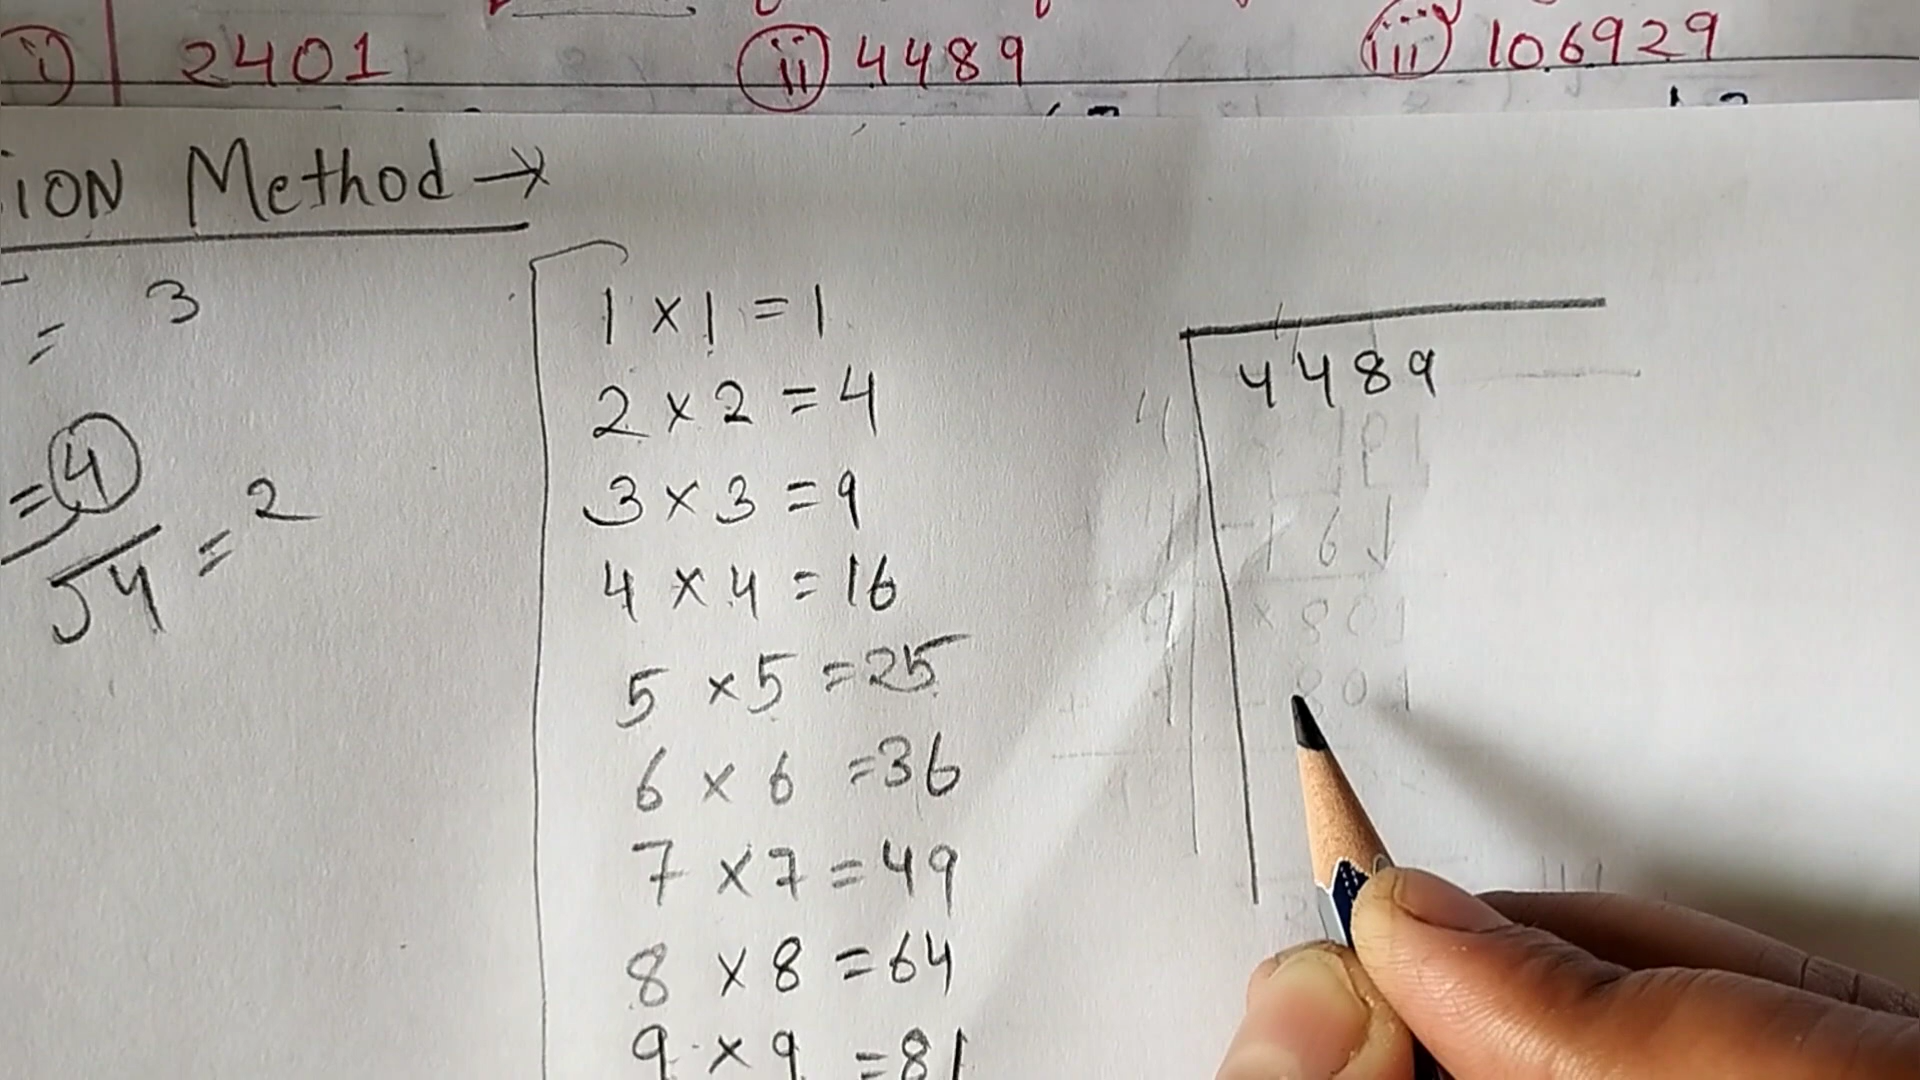 i) 2401 ii) 4489 iii) 106929
ion Method →
= 3
= 4
√4 = 2
1 × 1 = 1
2 × 2 = 4
3 × 3 = 9
4 × 4 = 16
5 × 5 = 25
6 × 6 = 36
7 × 7 = 49
8 × 8 = 64
9 × 9 = 81
4489